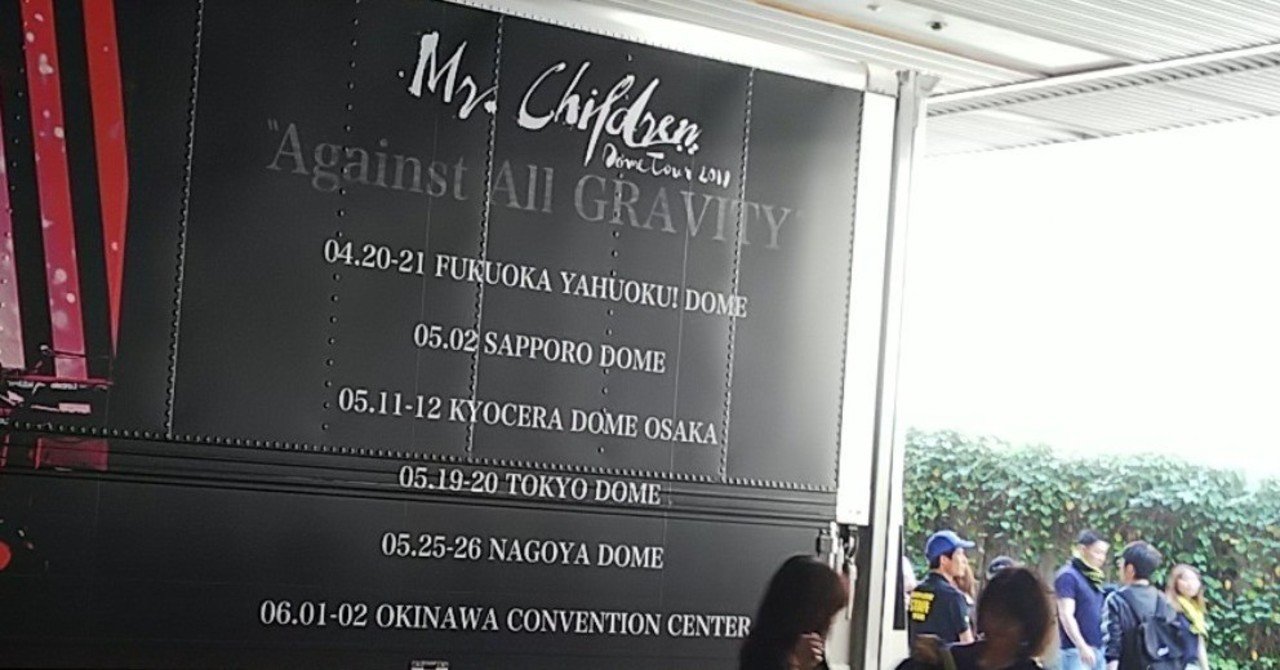 Mr. Children
Dome Tour 2019
"Against All GRAVITY"
04.20-21 FUKUOKA YAHUOKU! DOME
05.02 SAPPORO DOME
05.11-12 KYOCERA DOME OSAKA
05.19-20 TOKYO DOME
05.25-26 NAGOYA DOME
06.01-02 OKINAWA CONVENTION CENTER
STAFF